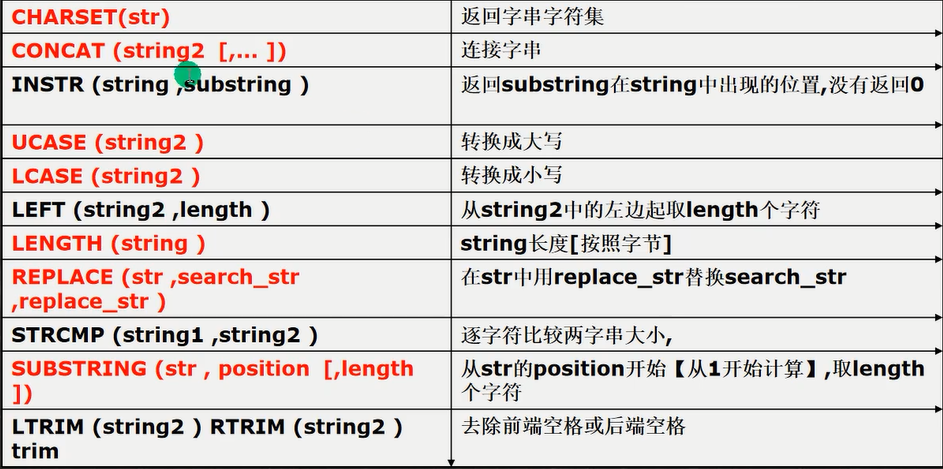 CHARSET(str)
返回字串字符集
CONCAT (string2  [,... ])
连接字串
INSTR (string ,substring )
返回substring在string中出现的位置,没有返回0
UCASE (string2 )
转换成大写
LCASE (string2 )
转换成小写
LEFT (string2 ,length )
从string2中的左边起取length个字符
LENGTH (string )
string长度[按照字节]
REPLACE (str ,search_str
,replace_str )
在str中用replace_str替换search_str
STRCMP (string1 ,string2 )
逐字符比较两字串大小,
SUBSTRING (str , position  [,length
])
从str的position开始【从1开始计算】,取length
个字符
LTRIM (string2 ) RTRIM (string2 )
trim
去除前端空格或后端空格